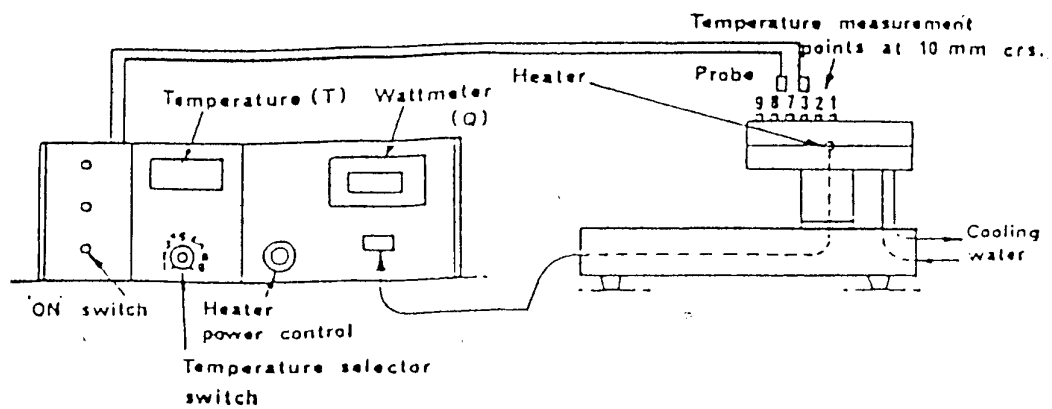 Temperature measurement
points at 10 mm crs.
Heater
Probe
Temperature (T)
Wattmeter
(Q)
9 8 7 3 2 1
Cooling
water
'ON' switch
Heater
power control
Temperature selector
switch